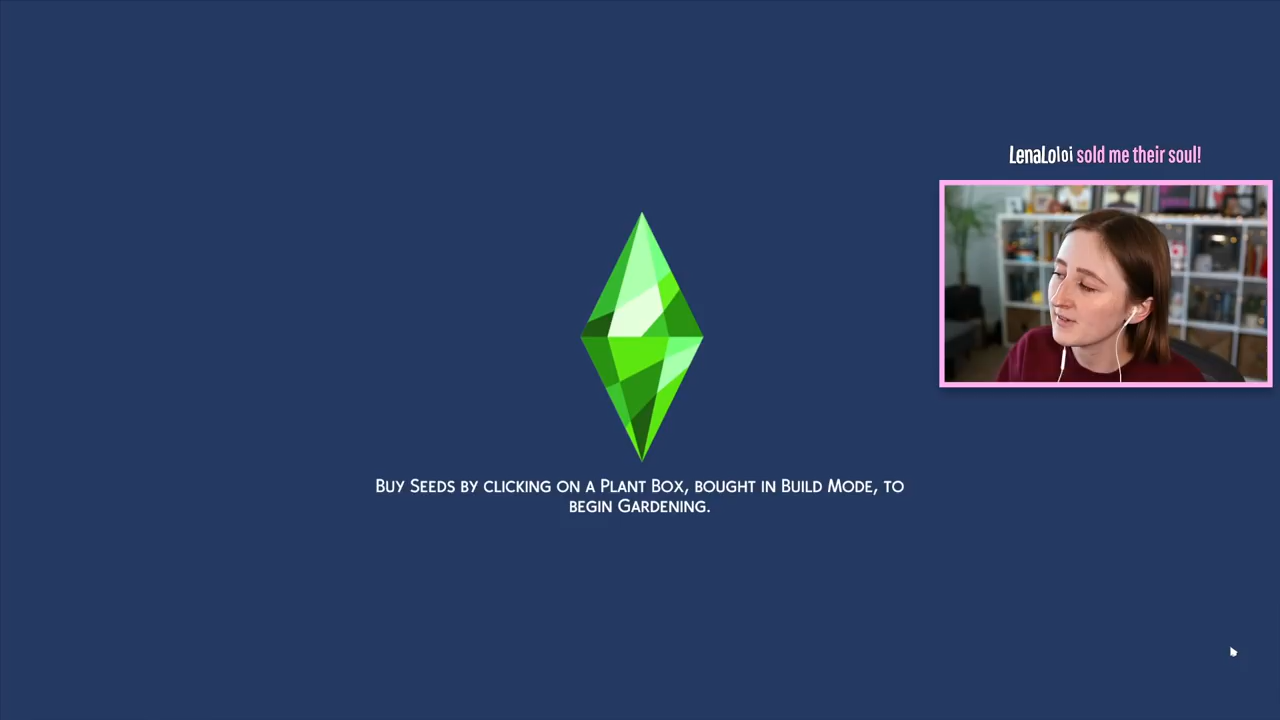 LenaLoloi sold me their soul!
BUY SEEDS BY CLICKING ON A PLANT BOX, BOUGHT IN BUILD MODE, TO
BEGIN GARDENING.